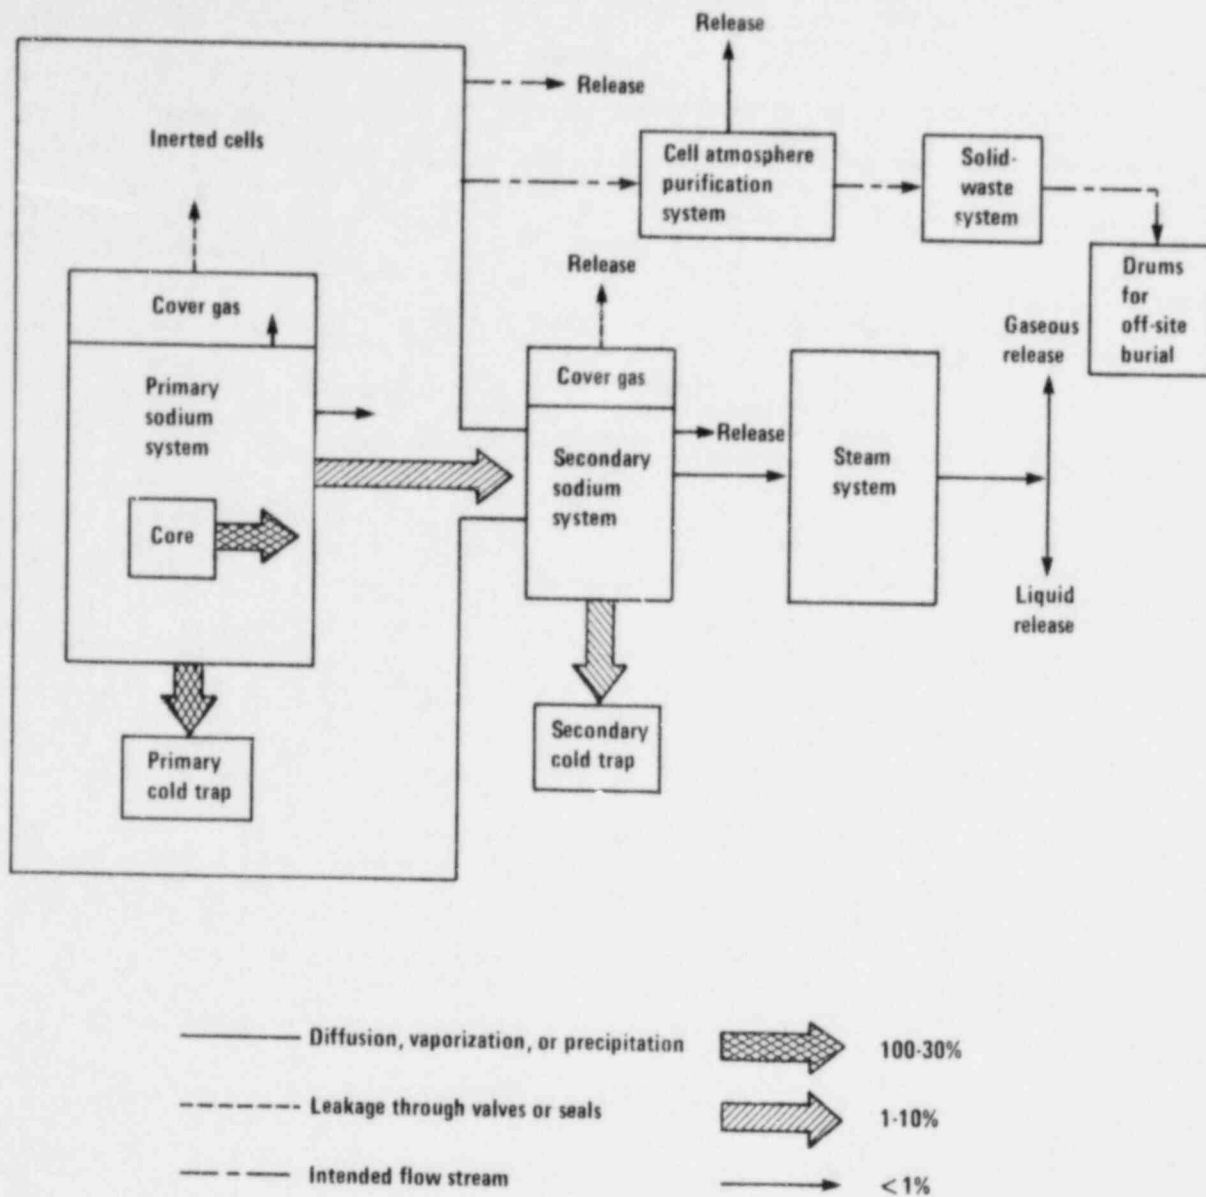 Release
Release
Inerted cells
Cell atmosphere
purification
system
Solid-
waste
system
Release
Drums
for
off-site
burial
Cover gas
Gaseous
release
Primary
sodium
system
Cover gas
Release
Secondary
sodium
system
Steam
system
Core
Liquid
release
Primary
cold trap
Secondary
cold trap
Diffusion, vaporization, or precipitation
100-30%
Leakage through valves or seals
1-10%
Intended flow stream
<1%